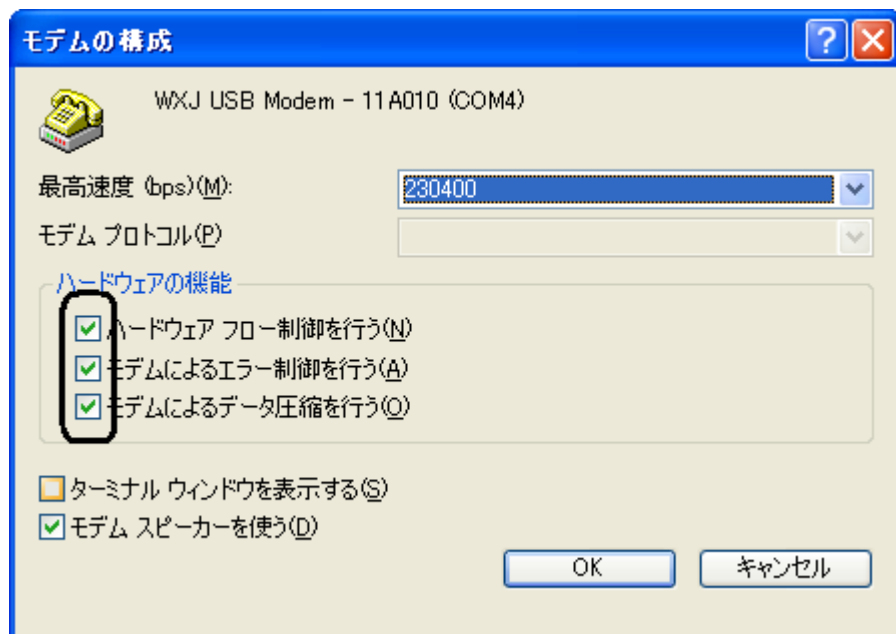 モデムの構成
WXJ USB Modem - 11A010 (COM4)
最高速度 (bps)(M):
230400
モデム プロトコル(P)
ハードウェアの機能
ハードウェア フロー制御を行う(N)
モデムによるエラー制御を行う(A)
モデムによるデータ圧縮を行う(O)
ターミナル ウィンドウを表示する(S)
モデム スピーカーを使う(D)
OK
キャンセル